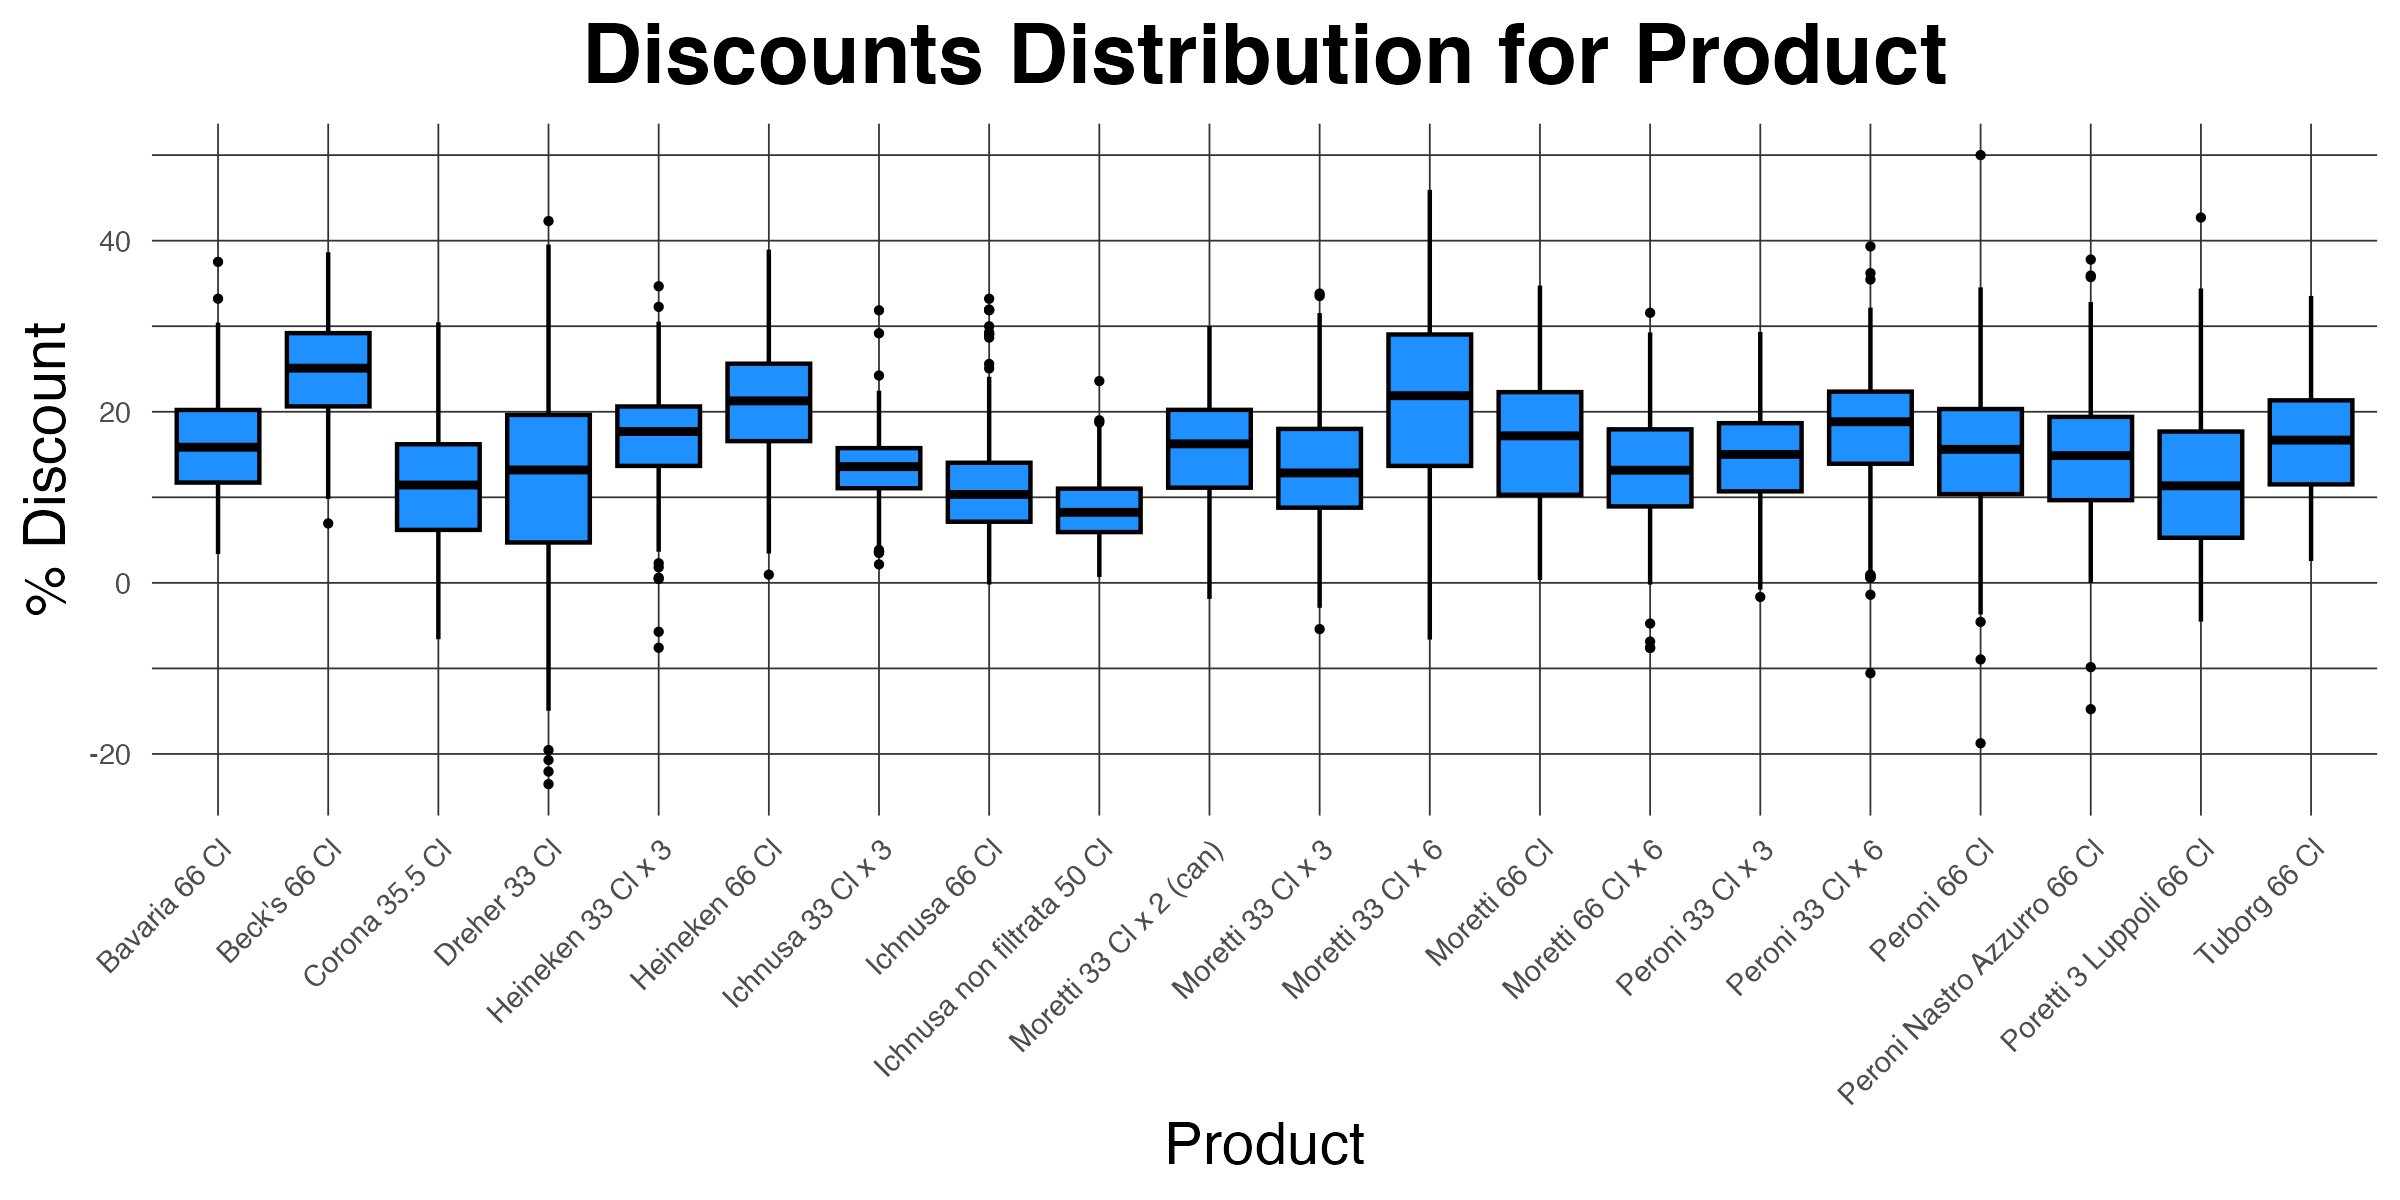 Discounts Distribution for Product
% Discount
40
20
0
-20
Bavaria 66 Cl
Beck's 66 Cl
Corona 35.5 Cl
Dreher 33 Cl
Heineken 33 Cl x 3
Heineken 66 Cl
Ichnusa 33 Cl x 3
Ichnusa 66 Cl
Ichnusa non filtrata 50 Cl
Moretti 33 Cl x 2 (can)
Moretti 33 Cl x 3
Moretti 33 Cl x 6
Moretti 66 Cl
Moretti 66 Cl x 6
Peroni 33 Cl x 3
Peroni 33 Cl x 6
Peroni 66 Cl
Peroni Nastro Azzurro 66 Cl
Poretti 3 Luppoli 66 Cl
Tuborg 66 Cl
Product